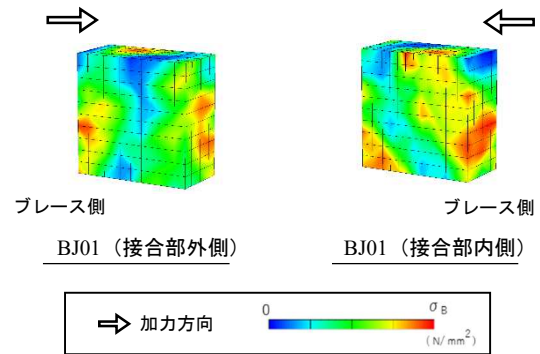 ブレース側
ブレース側
BJ01（接合部外側）
BJ01（接合部内側）
加力方向
0
σB
(N/mm2)